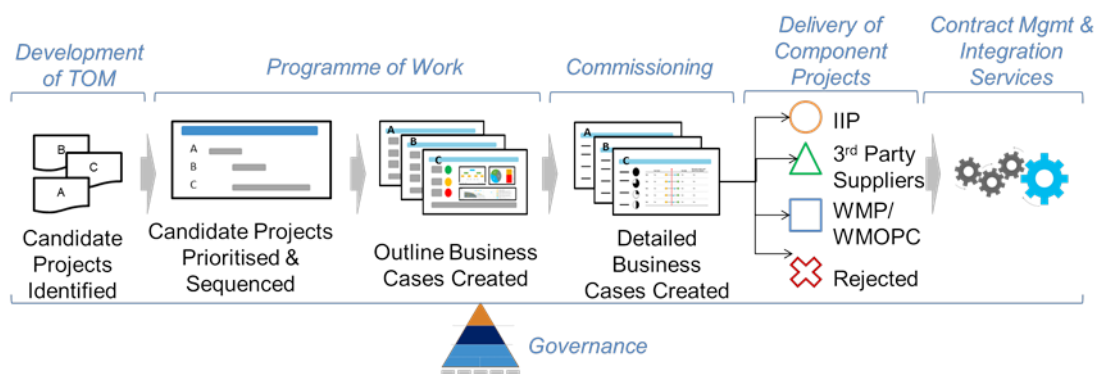 Development
of TOM
Programme of Work
Commissioning
Delivery of
Component
Projects
Contract Mgmt &
Integration
Services
B
C
A
Candidate
Projects
Identified
A
B
C
Candidate Projects
Prioritised &
Sequenced
A
B
C
Outline Business
Cases Created
A
B
C
Detailed
Business
Cases Created
IIP
3rd Party
Suppliers
WMP/
WMOPC
Rejected
Governance